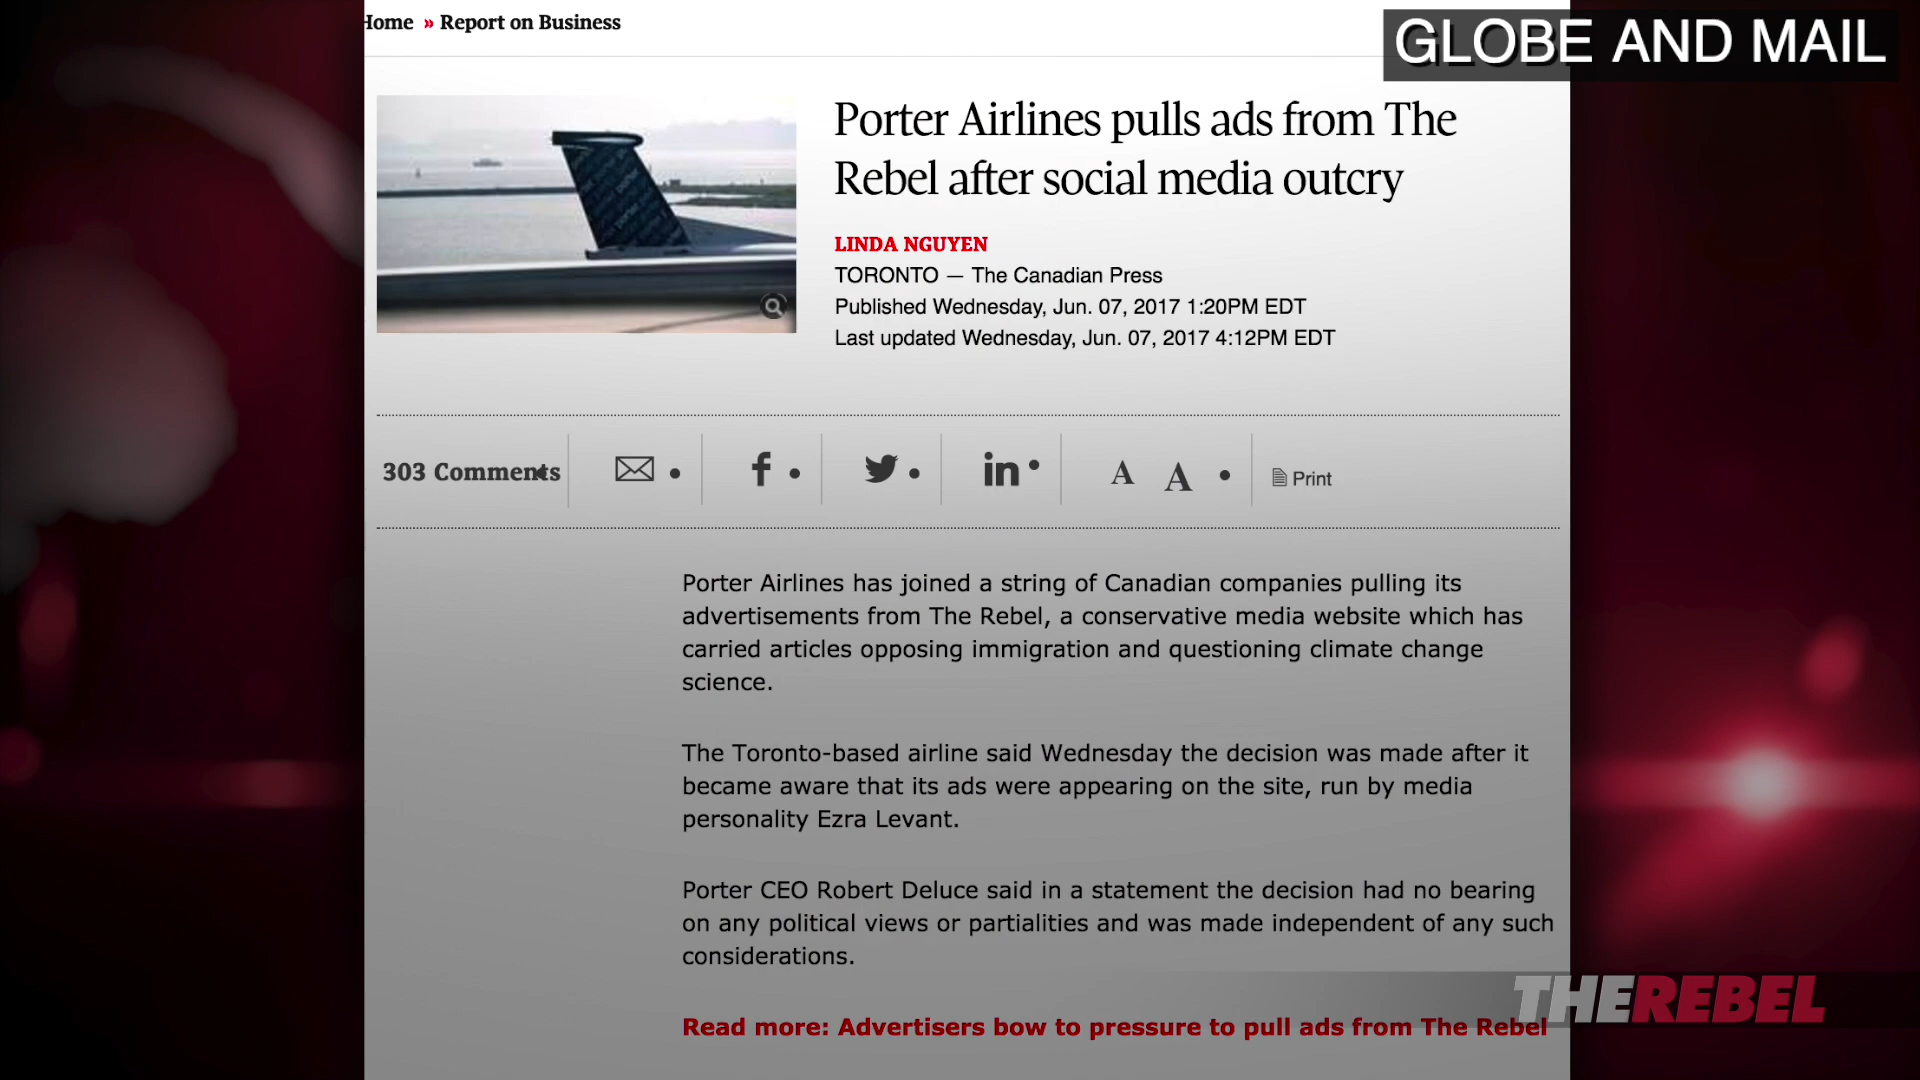 Home » Report on Business
GLOBE AND MAIL
Porter Airlines pulls ads from The
Rebel after social media outcry
LINDA NGUYEN
TORONTO — The Canadian Press
Published Wednesday, Jun. 07, 2017 1:20PM EDT
Last updated Wednesday, Jun. 07, 2017 4:12PM EDT
303 Comments
f
in
A A
Print
Porter Airlines has joined a string of Canadian companies pulling its
advertisements from The Rebel, a conservative media website which has
carried articles opposing immigration and questioning climate change
science.
The Toronto-based airline said Wednesday the decision was made after it
became aware that its ads were appearing on the site, run by media
personality Ezra Levant.
Porter CEO Robert Deluce said in a statement the decision had no bearing
on any political views or partialities and was made independent of any such
considerations.
Read more: Advertisers bow to pressure to pull ads from The Rebel
THEREBEL